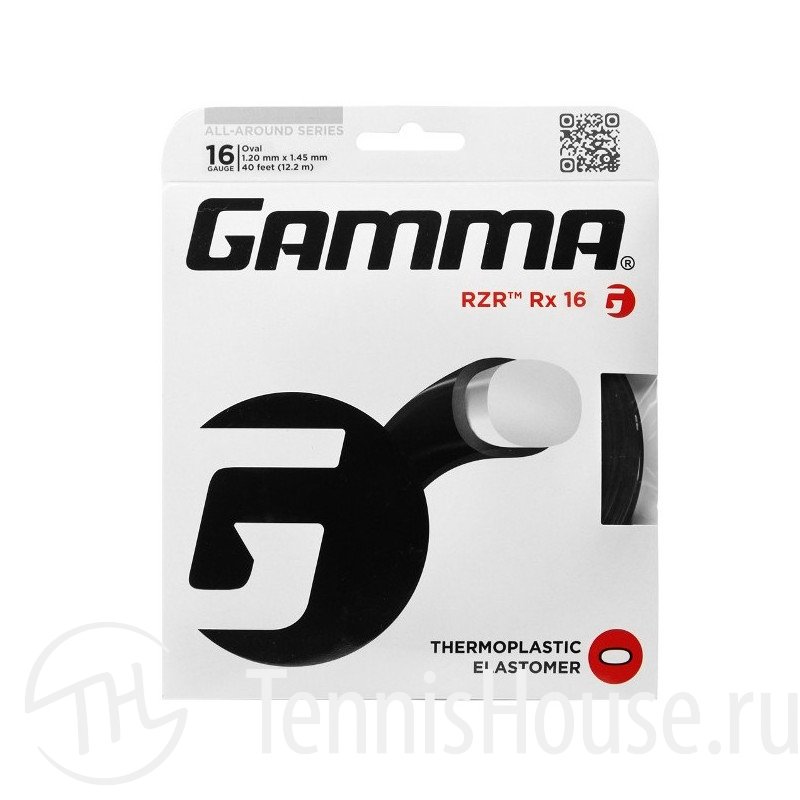 ALL-AROUND SERIES
16 GAUGE
Oval
1.20 mm x 1.45 mm
40 feet (12.2 m)
GAMMA®
RZR™ Rx 16 G
G
THERMOPLASTIC
ELASTOMER
TH TennisHouse.ru